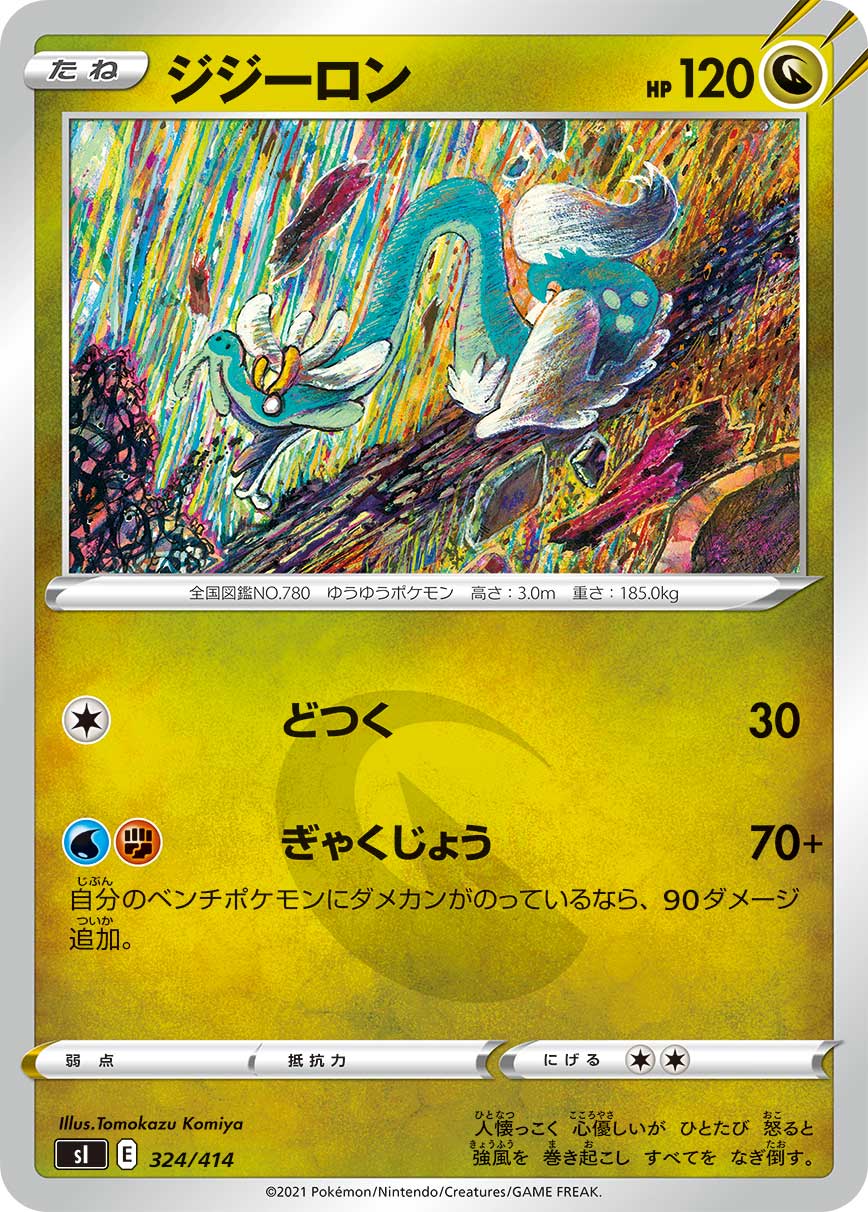 たね ジジーロン HP 120
全国図鑑NO.780 ゆうゆうポケモン 高さ：3.0m 重さ：185.0kg
どつく 30
ぎゃくじょう 70+
自分のベンチポケモンにダメカンがのっているなら、90ダメージ
追加。
弱点 抵抗力 にげる
Illus.Tomokazu Komiya
人懐っこく 心優しいが ひとたび 怒ると
強風を 巻き起こし すべてを なぎ倒す。
sI E 324/414
©2021 Pokémon/Nintendo/Creatures/GAME FREAK.